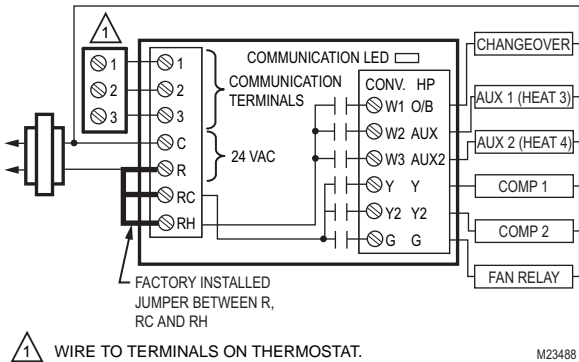 1
1
2
3
1
2
3
C
R
RC
RH
COMMUNICATION
TERMINALS
24 VAC
COMMUNICATION LED
CONV. HP
W1 O/B
W2 AUX
W3 AUX2
Y Y
Y2 Y2
G G
CHANGEOVER
AUX 1 (HEAT 3)
AUX 2 (HEAT 4)
COMP 1
COMP 2
FAN RELAY
FACTORY INSTALLED
JUMPER BETWEEN R,
RC AND RH
1 WIRE TO TERMINALS ON THERMOSTAT.
M23488